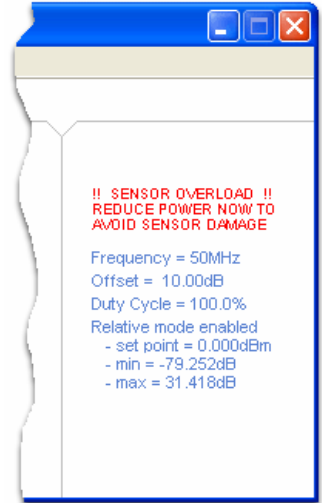 !! SENSOR OVERLOAD !!
REDUCE POWER NOW TO
AVOID SENSOR DAMAGE
Frequency = 50MHz
Offset = 10.00dB
Duty Cycle = 100.0%
Relative mode enabled
- set point = 0.000dBm
- min = -79.252dB
- max = 31.418dB